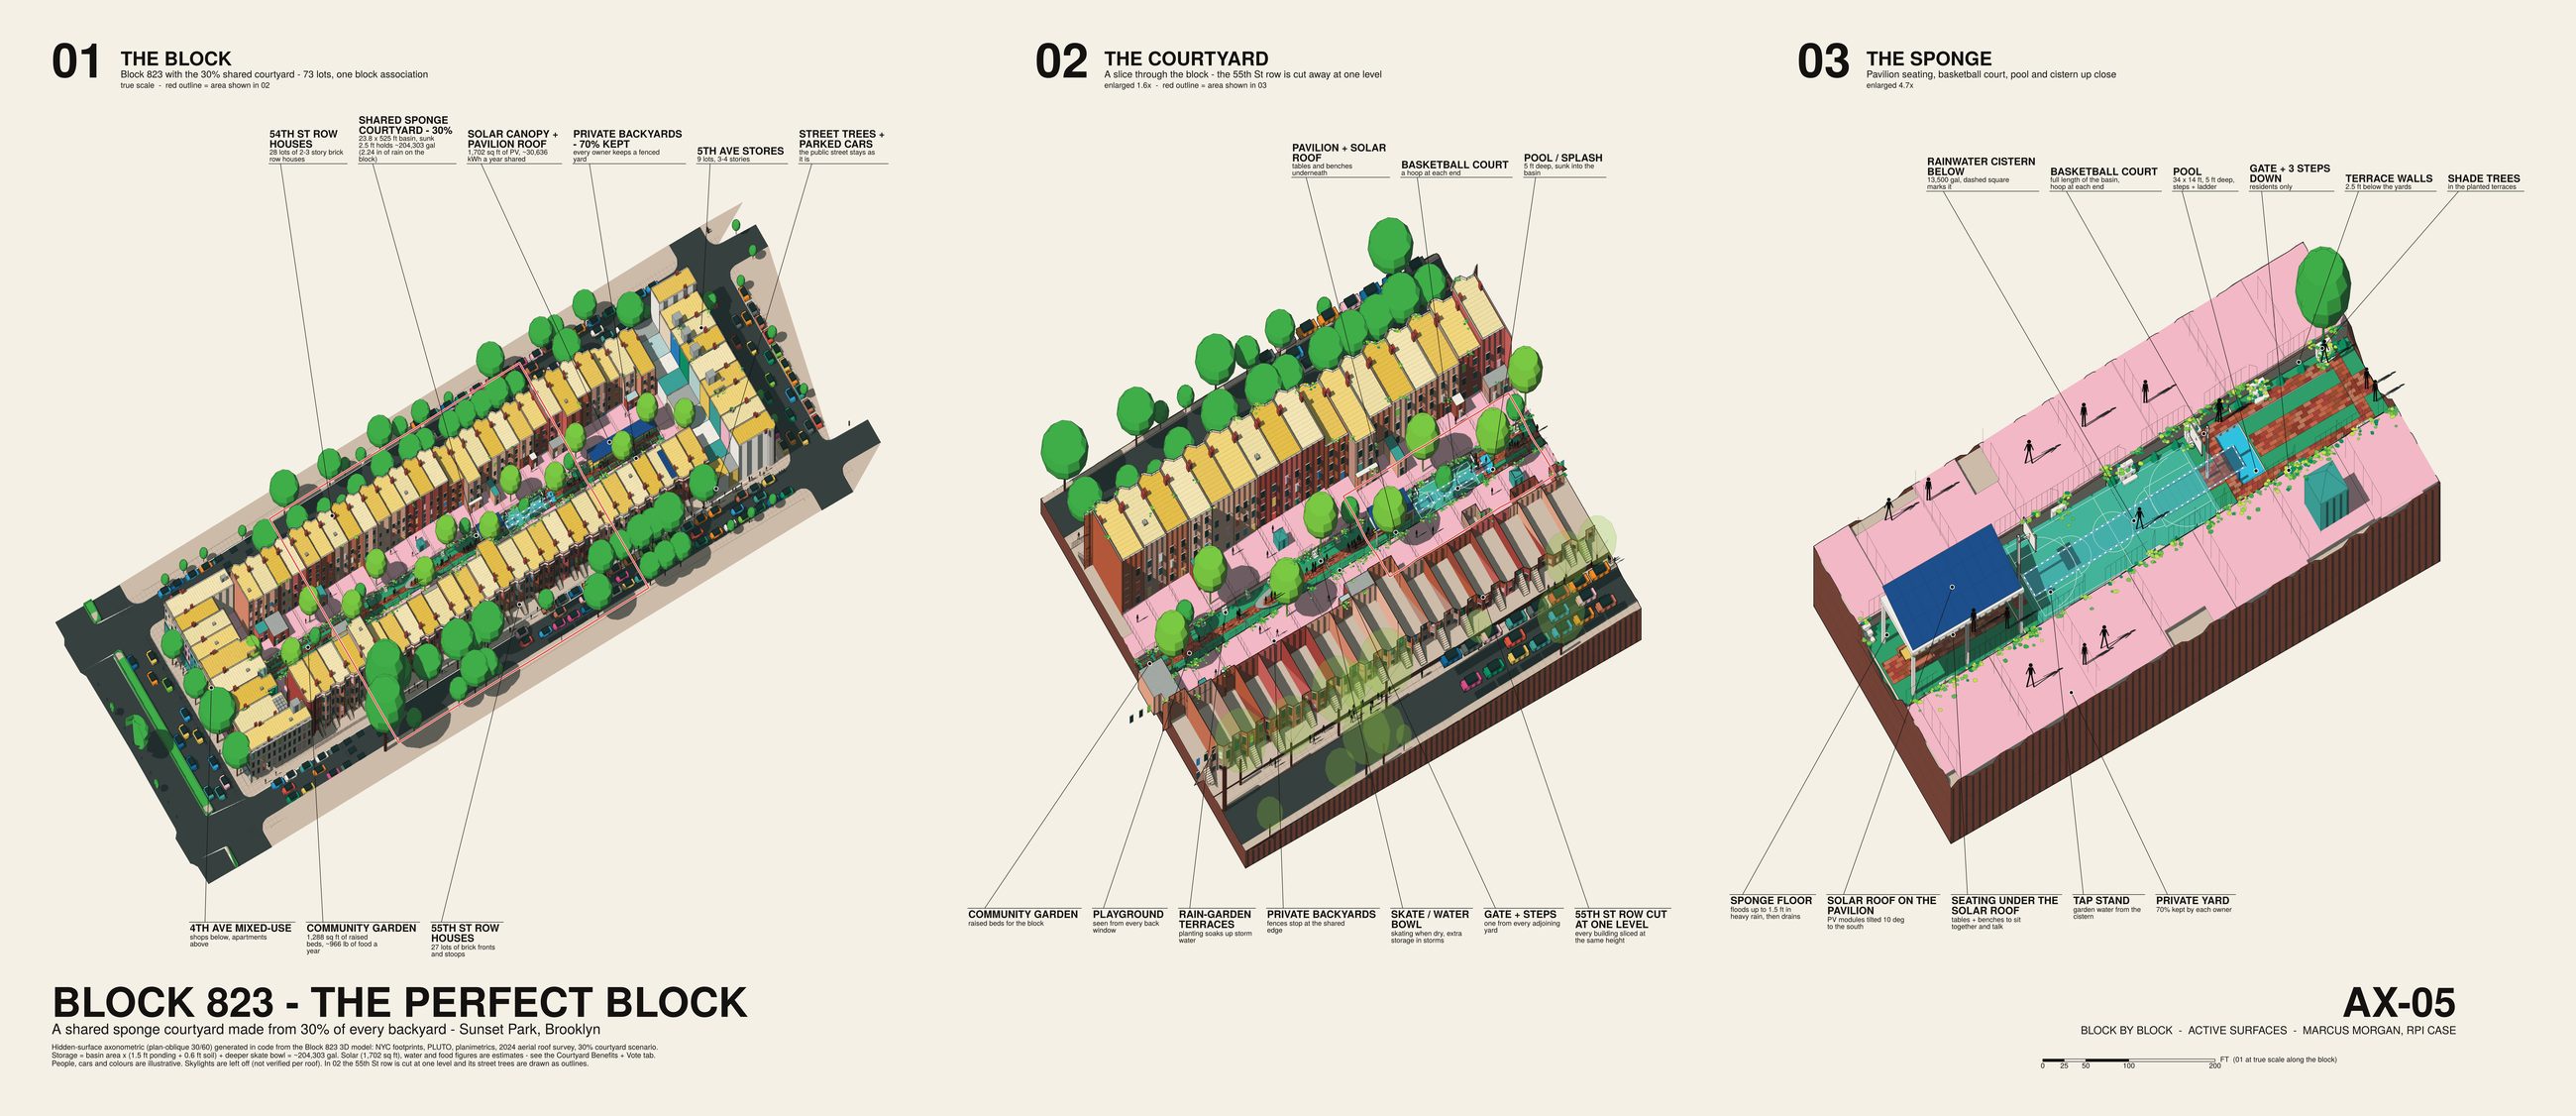 01
THE BLOCK
Block 823 with the 30% shared courtyard - 73 lots, one block association
true scale - red outline = area shown in 02
54TH ST ROW
HOUSES
28 lots of 2-3 story brick
row houses
SHARED SPONGE
COURTYARD - 30%
23.8 x 525 ft basin, sunk
2.5 ft holds ~204,303 gal
(2.24 in of rain on the
block)
SOLAR CANOPY +
PAVILION ROOF
1,702 sq ft of PV, ~30,636
kWh a year shared
PRIVATE BACKYARDS
- 70% KEPT
every owner keeps a fenced
yard
5TH AVE STORES
9 lots, 3-4 stories
STREET TREES +
PARKED CARS
the public street stays as
it is
4TH AVE MIXED-USE
shops below, apartments
above
COMMUNITY GARDEN
1,288 sq ft of raised
beds, ~966 lb of food a
year
55TH ST ROW
HOUSES
27 lots of brick fronts
and stoops
02
THE COURTYARD
A slice through the block - the 55th St row is cut away at one level
enlarged 1.6x - red outline = area shown in 03
PAVILION + SOLAR
ROOF
tables and benches
underneath
BASKETBALL COURT
a hoop at each end
POOL / SPLASH
5 ft deep, sunk into the
basin
COMMUNITY GARDEN
raised beds for the block
PLAYGROUND
seen from every back
window
RAIN-GARDEN
TERRACES
planting soaks up storm
water
PRIVATE BACKYARDS
fences stop at the shared
edge
SKATE / WATER
BOWL
skating when dry, extra
storage in storms
GATE + STEPS
one from every adjoining
yard
55TH ST ROW CUT
AT ONE LEVEL
every building sliced at
the same height
03
THE SPONGE
Pavilion seating, basketball court, pool and cistern up close
enlarged 4.7x
RAINWATER CISTERN
BELOW
13,500 gal, dashed square
marks it
BASKETBALL COURT
full length of the basin,
hoop at each end
POOL
34 x 14 ft, 5 ft deep,
steps + ladder
GATE + 3 STEPS
DOWN
residents only
TERRACE WALLS
2.5 ft below the yards
SHADE TREES
in the planted terraces
SPONGE FLOOR
floods up to 1.5 ft in
heavy rain, then drains
SOLAR ROOF ON THE
PAVILION
PV modules tilted 10 deg
to the south
SEATING UNDER THE
SOLAR ROOF
tables + benches to sit
together and talk
TAP STAND
garden water from the
cistern
PRIVATE YARD
70% kept by each owner
BLOCK 823 - THE PERFECT BLOCK
A shared sponge courtyard made from 30% of every backyard - Sunset Park, Brooklyn
Hidden-surface axonometric (plan-oblique 30/60) generated in code from the Block 823 3D model: NYC footprints, PLUTO, planimetrics, 2024 aerial roof survey, 30% courtyard scenario.
Storage = basin area x (1.5 ft ponding + 0.6 ft soil) + deeper skate bowl = ~204,303 gal. Solar (1,702 sq ft), water and food figures are estimates - see the Courtyard Benefits + Vote tab.
People, cars and colours are illustrative. Skylights are left off (not verified per roof). In 02 the 55th St row is cut at one level and its street trees are drawn as outlines.
AX-05
BLOCK BY BLOCK - ACTIVE SURFACES - MARCUS MORGAN, RPI CASE
FT (01 at true scale along the block)
0 25 50 100 200